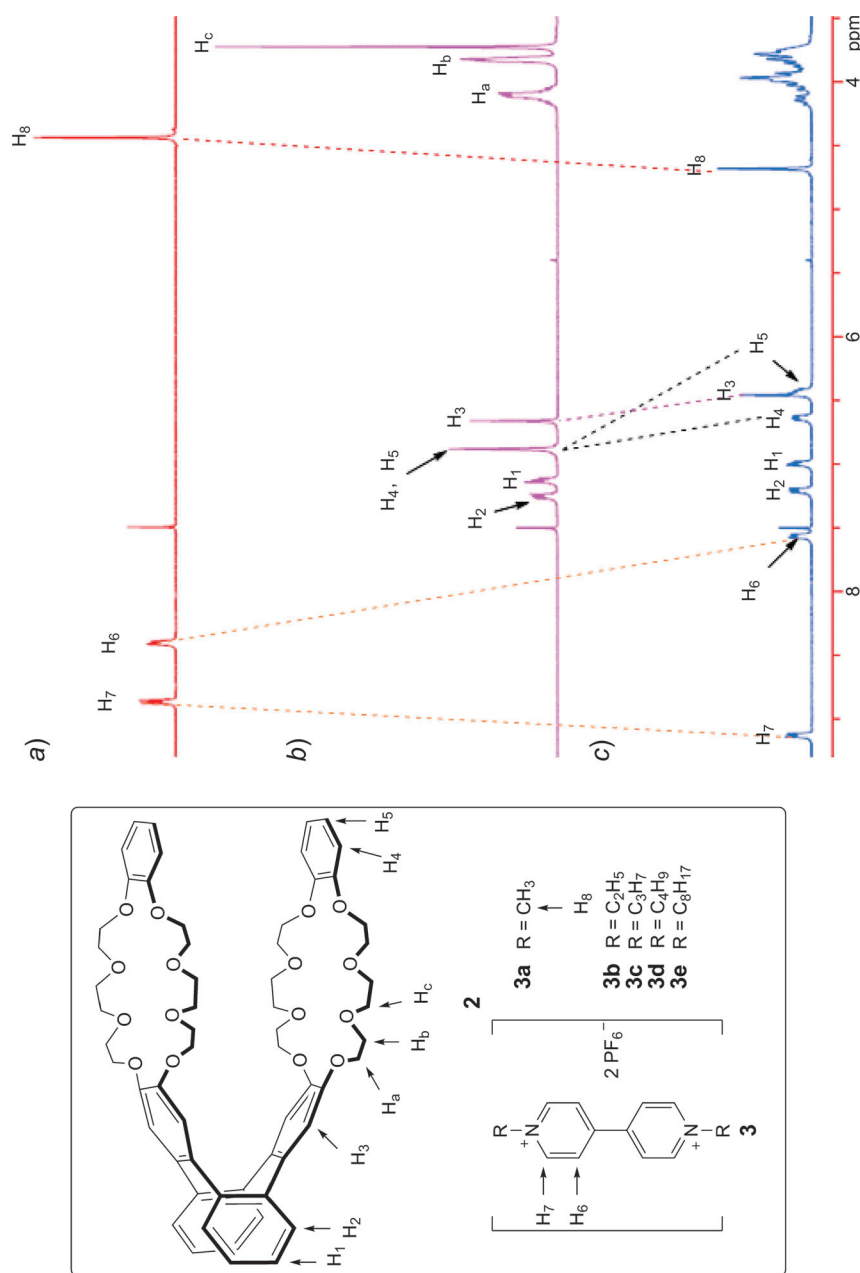 a)
H7
H6
H8
b)
H2
H1
H4, H5
H3
Ha
Hb
Hc
c)
H7
H6
H2
H1
H4
H3
H5
H8
8
6
4
ppm
O O O O
O O O O
O O O O
O O O O
H1
H2
H3
Ha
Hb
Hc
H4
H5
2
R
N
+
N
+
R
H7
H6
3
2 PF6-
3a R = CH3
H8
3b R = C2H5
3c R = C3H7
3d R = C4H9
3e R = C8H17